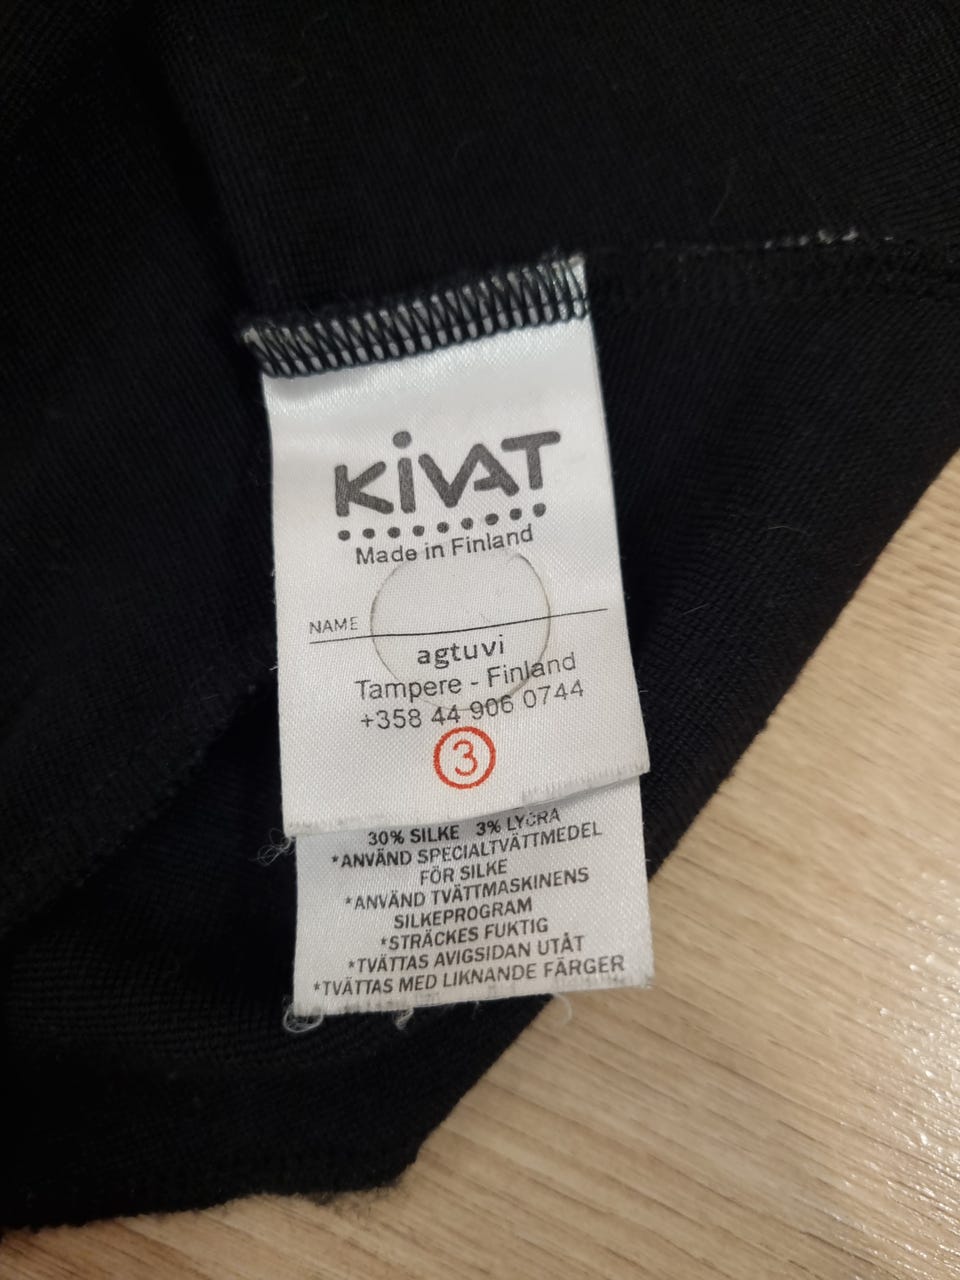 KiVAT
Made in Finland
NAME
agtuvi
Tampere - Finland
+358 44 906 0744
3
30% SILKE 3% LYCRA
*ANVÄND SPECIALTVÄTTMEDEL
FÖR SILKE
*ANVÄND TVÄTTMASKINENS
SILKEPROGRAM
*STRÄCKES FUKTIG
*TVÄTTAS AVIGSIDAN UTÅT
*TVÄTTAS MED LIKNANDE FÄRGER